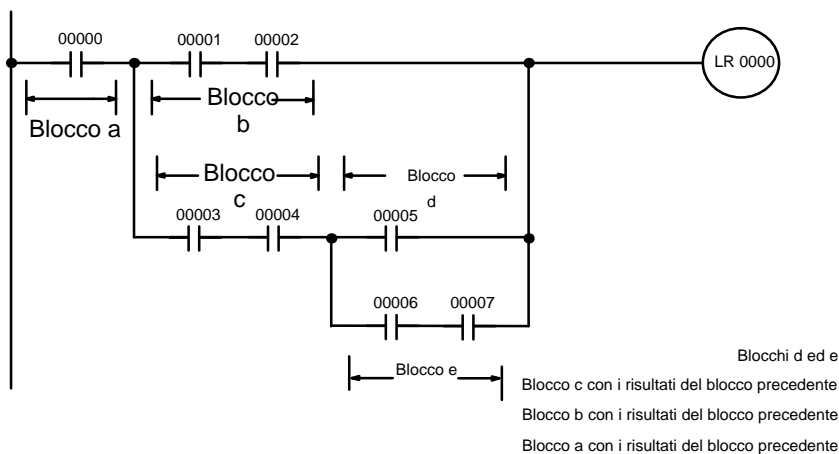 00000
00001
00002
LR 0000
Blocco
b
Blocco a
Blocco
c
Blocco
d
00003
00004
00005
00006
00007
Blocco e
Blocchi d ed e
Blocco c con i risultati del blocco precedente
Blocco b con i risultati del blocco precedente
Blocco a con i risultati del blocco precedente